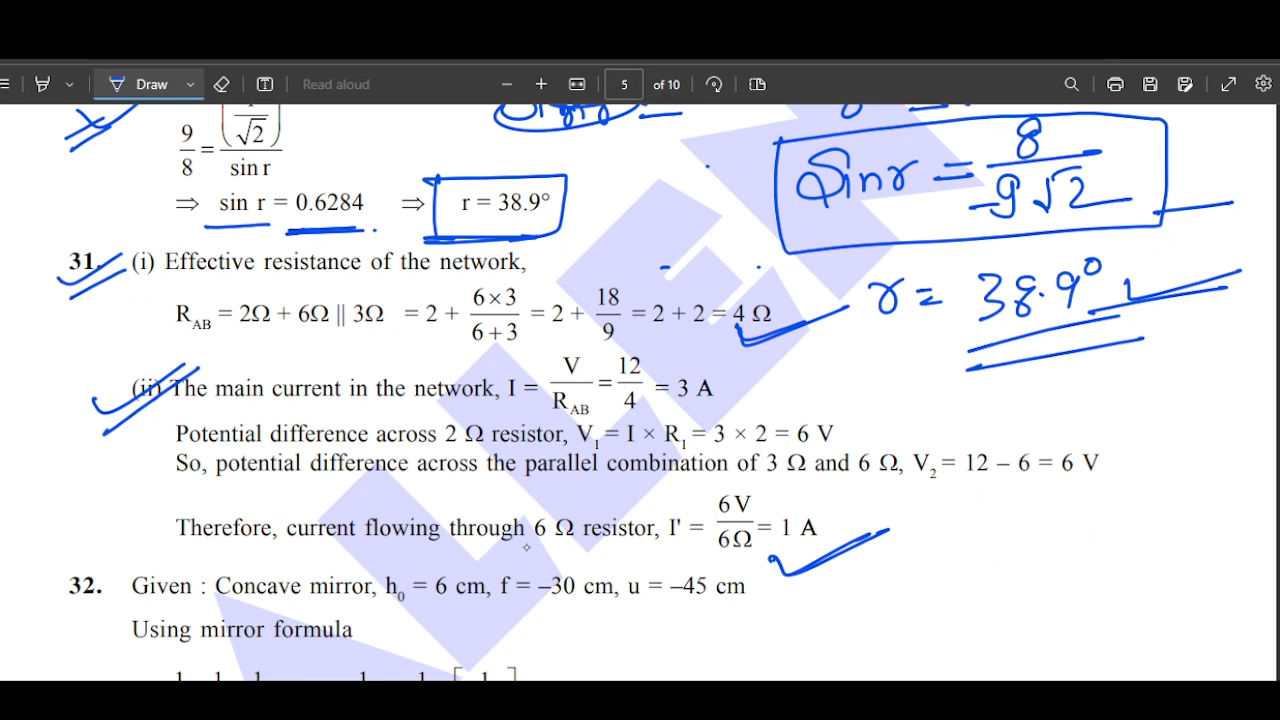 Draw
Read aloud
5 of 10
9/8 = (1/√2)/sin r
Sin r = 8/9√2
⇒ sin r = 0.6284 ⇒ r = 38.9°
r = 38.9°
31. (i) Effective resistance of the network,
R_AB = 2Ω + 6Ω || 3Ω = 2 + (6×3)/(6+3) = 2 + 18/9 = 2 + 2 = 4 Ω
(ii) The main current in the network, I = V/R_AB = 12/4 = 3 A
Potential difference across 2 Ω resistor, V₁ = I × R₁ = 3 × 2 = 6 V
So, potential difference across the parallel combination of 3 Ω and 6 Ω, V₂ = 12 – 6 = 6 V
Therefore, current flowing through 6 Ω resistor, I' = 6V/6Ω = 1 A
32. Given : Concave mirror, h₀ = 6 cm, f = –30 cm, u = –45 cm
Using mirror formula